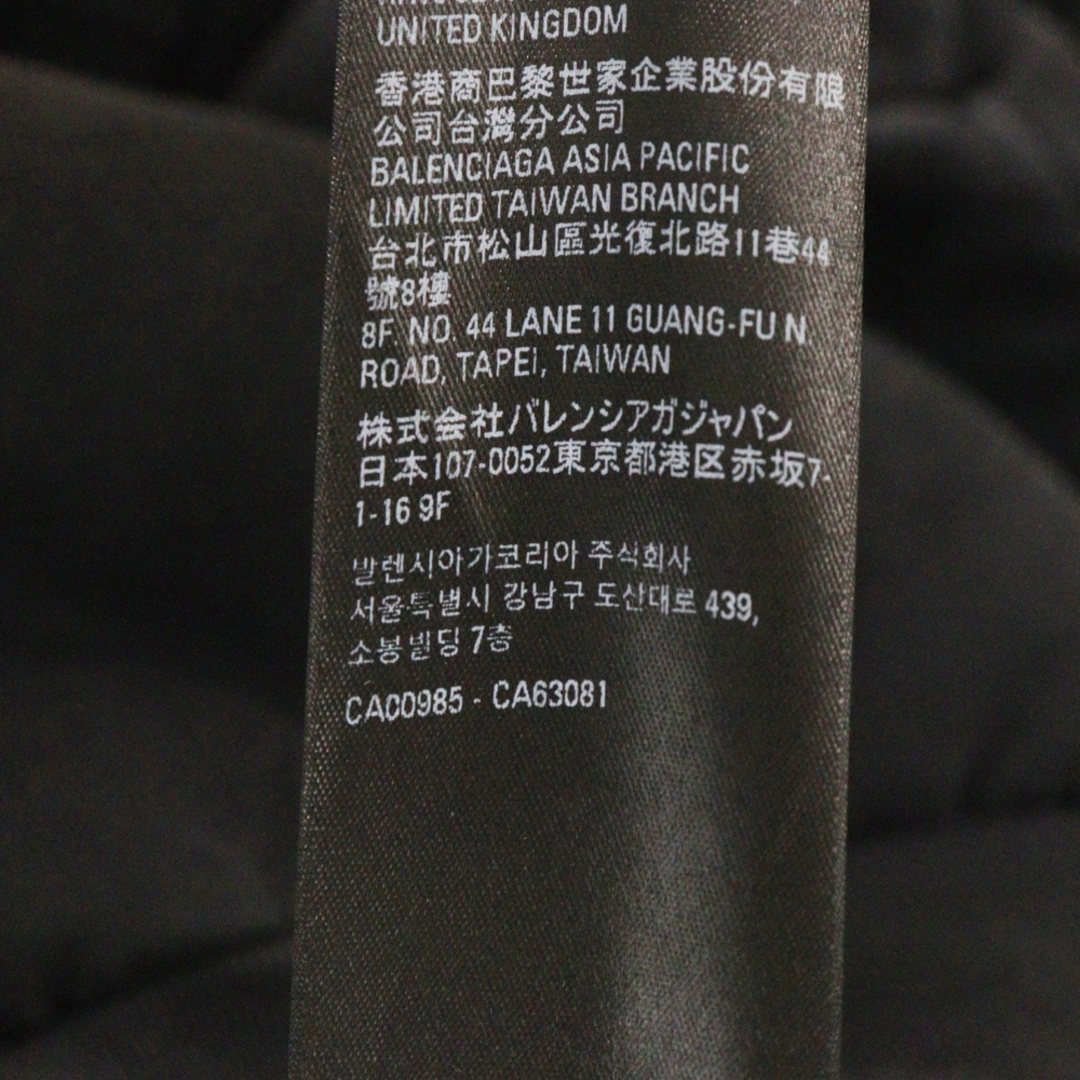 UNITED KINGDOM
香港商巴黎世家企業股份有限
公司台灣分公司
BALENCIAGA ASIA PACIFIC
LIMITED TAIWAN BRANCH
台北市松山區光復北路11巷44
號8樓
8F, NO. 44 LANE 11 GUANG-FU N.
ROAD, TAPEI, TAIWAN
株式会社バレンシアガジャパン
日本107-0052東京都港区赤坂7-
1-16 9F
발렌시아가코리아 주식회사
서울특별시 강남구 도산대로 439,
소봉빌딩 7층
CA00985 - CA63081